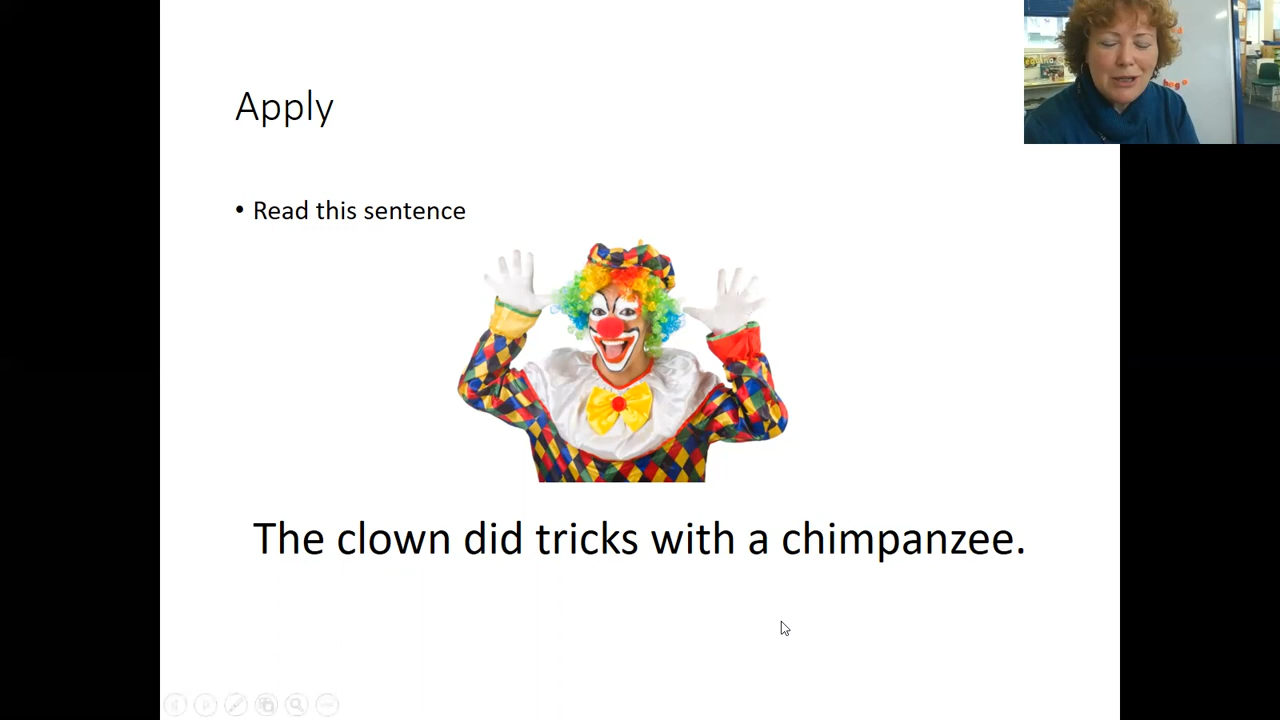 Apply
• Read this sentence
The clown did tricks with a chimpanzee.